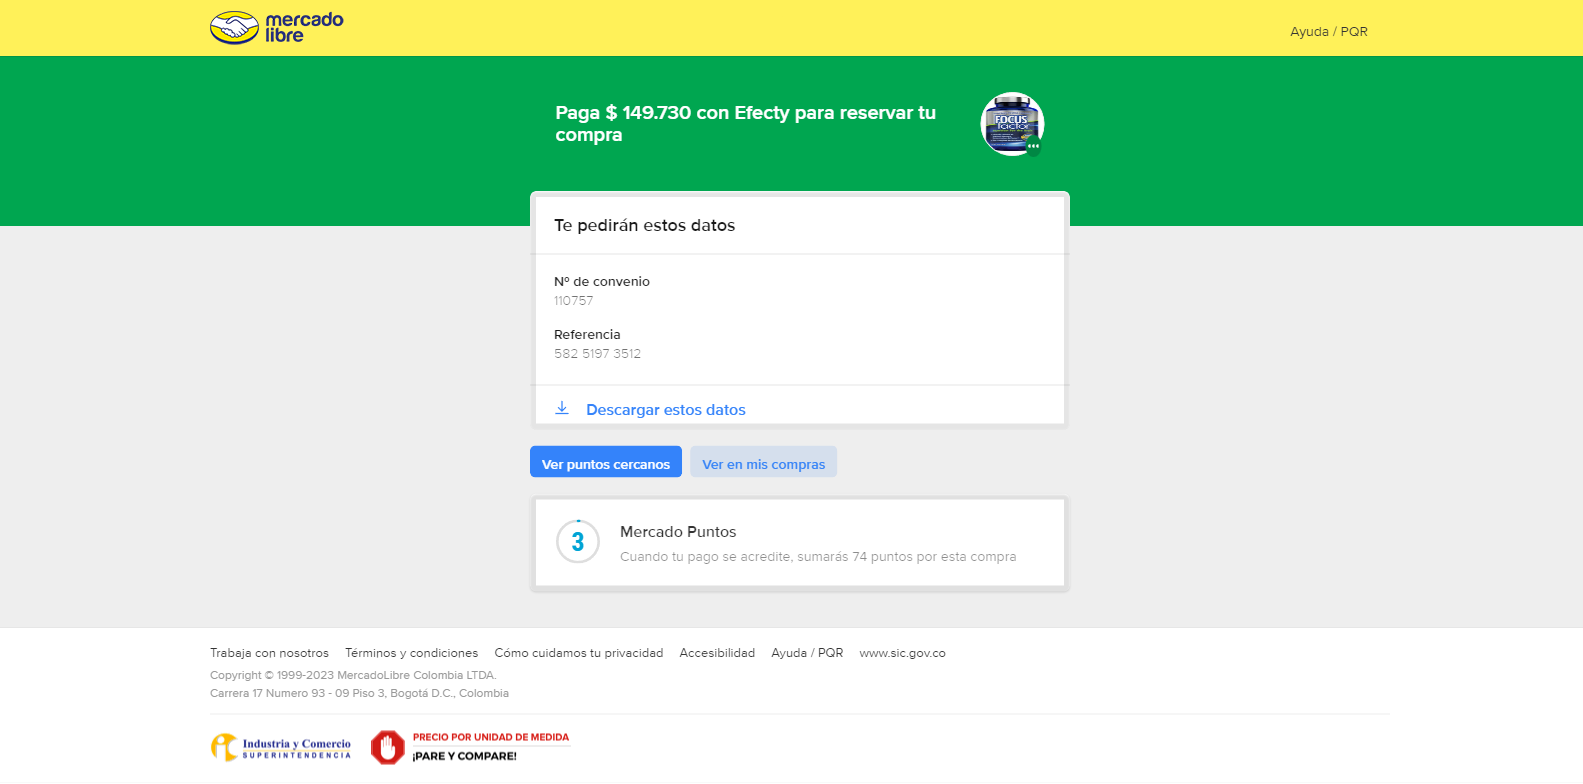 mercado
libre
Ayuda / PQR
Paga $ 149.730 con Efecty para reservar tu
compra
FOCUS
factor
Te pedirán estos datos
Nº de convenio
110757
Referencia
582 5197 3512
Descargar estos datos
Ver puntos cercanos Ver en mis compras
3
Mercado Puntos
Cuando tu pago se acredite, sumarás 74 puntos por esta compra
Trabaja con nosotros Términos y condiciones Cómo cuidamos tu privacidad Accesibilidad Ayuda / PQR www.sic.gov.co
Copyright © 1999-2023 MercadoLibre Colombia LTDA.
Carrera 17 Numero 93 - 09 Piso 3, Bogotá D.C., Colombia
Industria y Comercio
SUPERINTENDENCIA
PRECIO POR UNIDAD DE MEDIDA
¡PARE Y COMPARE!